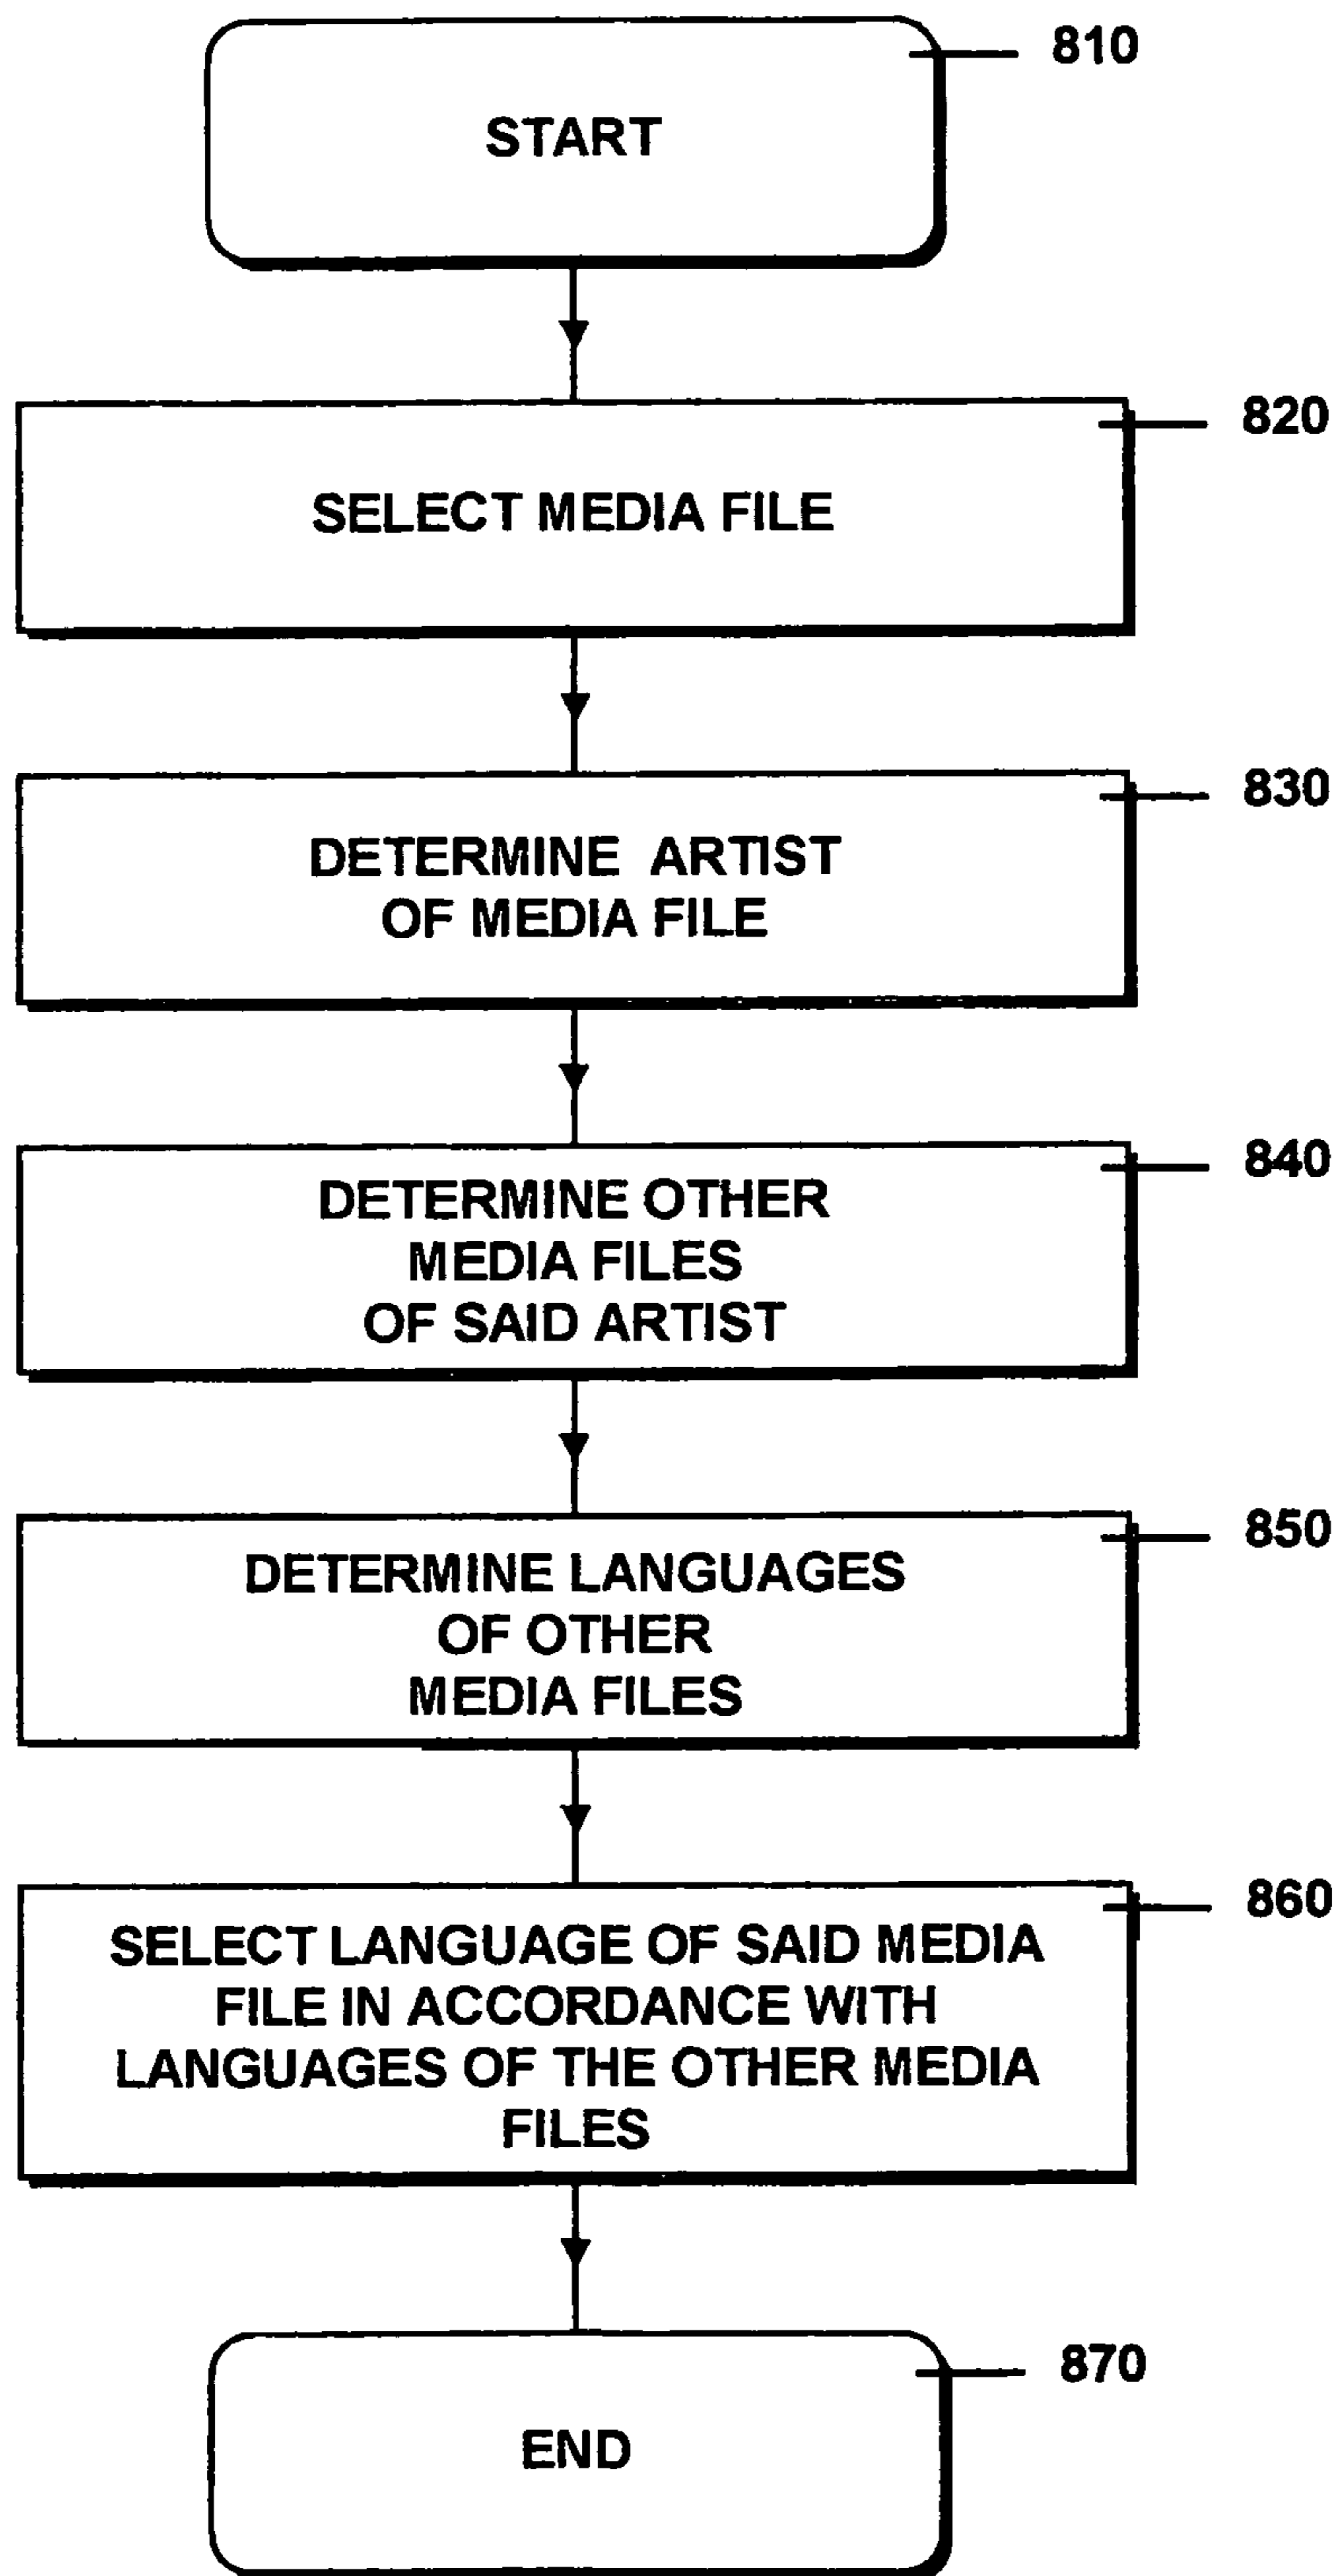 810
START
820
SELECT MEDIA FILE
830
DETERMINE ARTIST
OF MEDIA FILE
840
DETERMINE OTHER
MEDIA FILES
OF SAID ARTIST
850
DETERMINE LANGUAGES
OF OTHER
MEDIA FILES
860
SELECT LANGUAGE OF SAID MEDIA
FILE IN ACCORDANCE WITH
LANGUAGES OF THE OTHER MEDIA
FILES
870
END